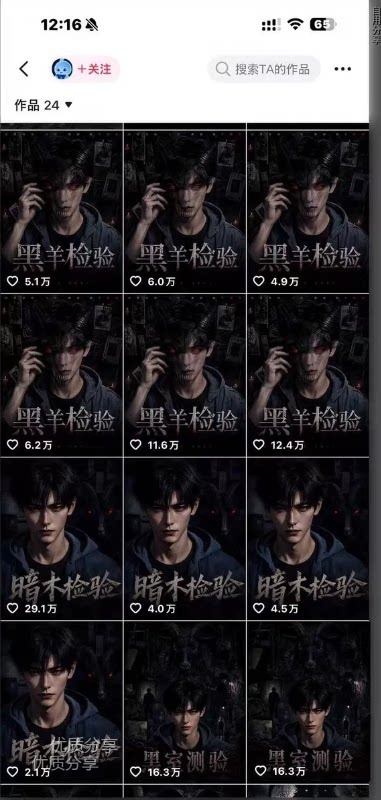 12:16
65
+关注
搜索TA的作品
作品 24
黑羊检验
5.1万
黑羊检验
6.0万
黑羊检验
4.9万
黑羊检验
6.2万
黑羊检验
11.6万
黑羊检验
12.4万
暗木检验
29.1万
暗木检验
4.0万
暗木检验
4.5万
暗木检验
优质分享
优质分享
2.1万
黑室测验
16.3万
黑室测验
16.3万